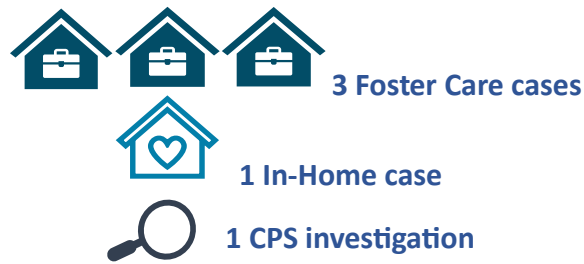 3 Foster Care cases
1 In-Home case
1 CPS investigation